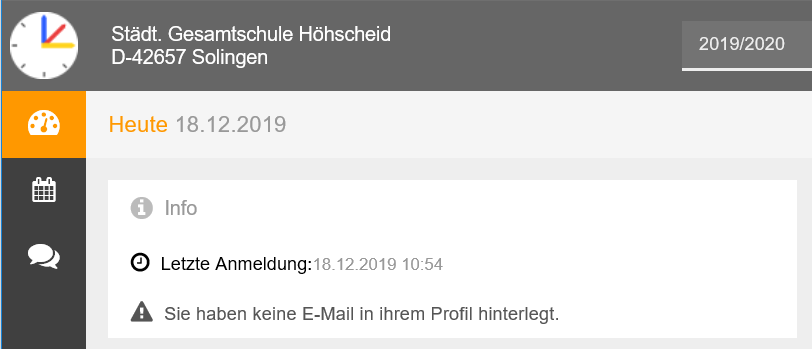 Städt. Gesamtschule Höhscheid
D-42657 Solingen
2019/2020
Heute 18.12.2019
Info
Letzte Anmeldung:18.12.2019 10:54
Sie haben keine E-Mail in ihrem Profil hinterlegt.